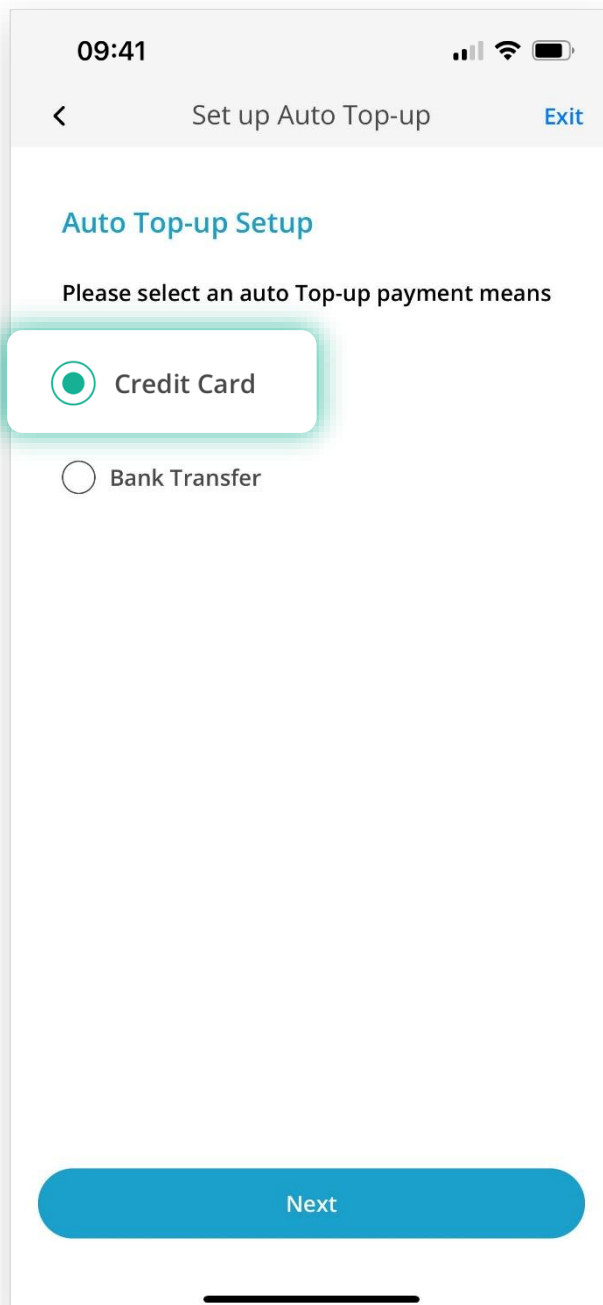 09:41
Set up Auto Top-up
Exit
Auto Top-up Setup
Please select an auto Top-up payment means
Credit Card
Bank Transfer
Next